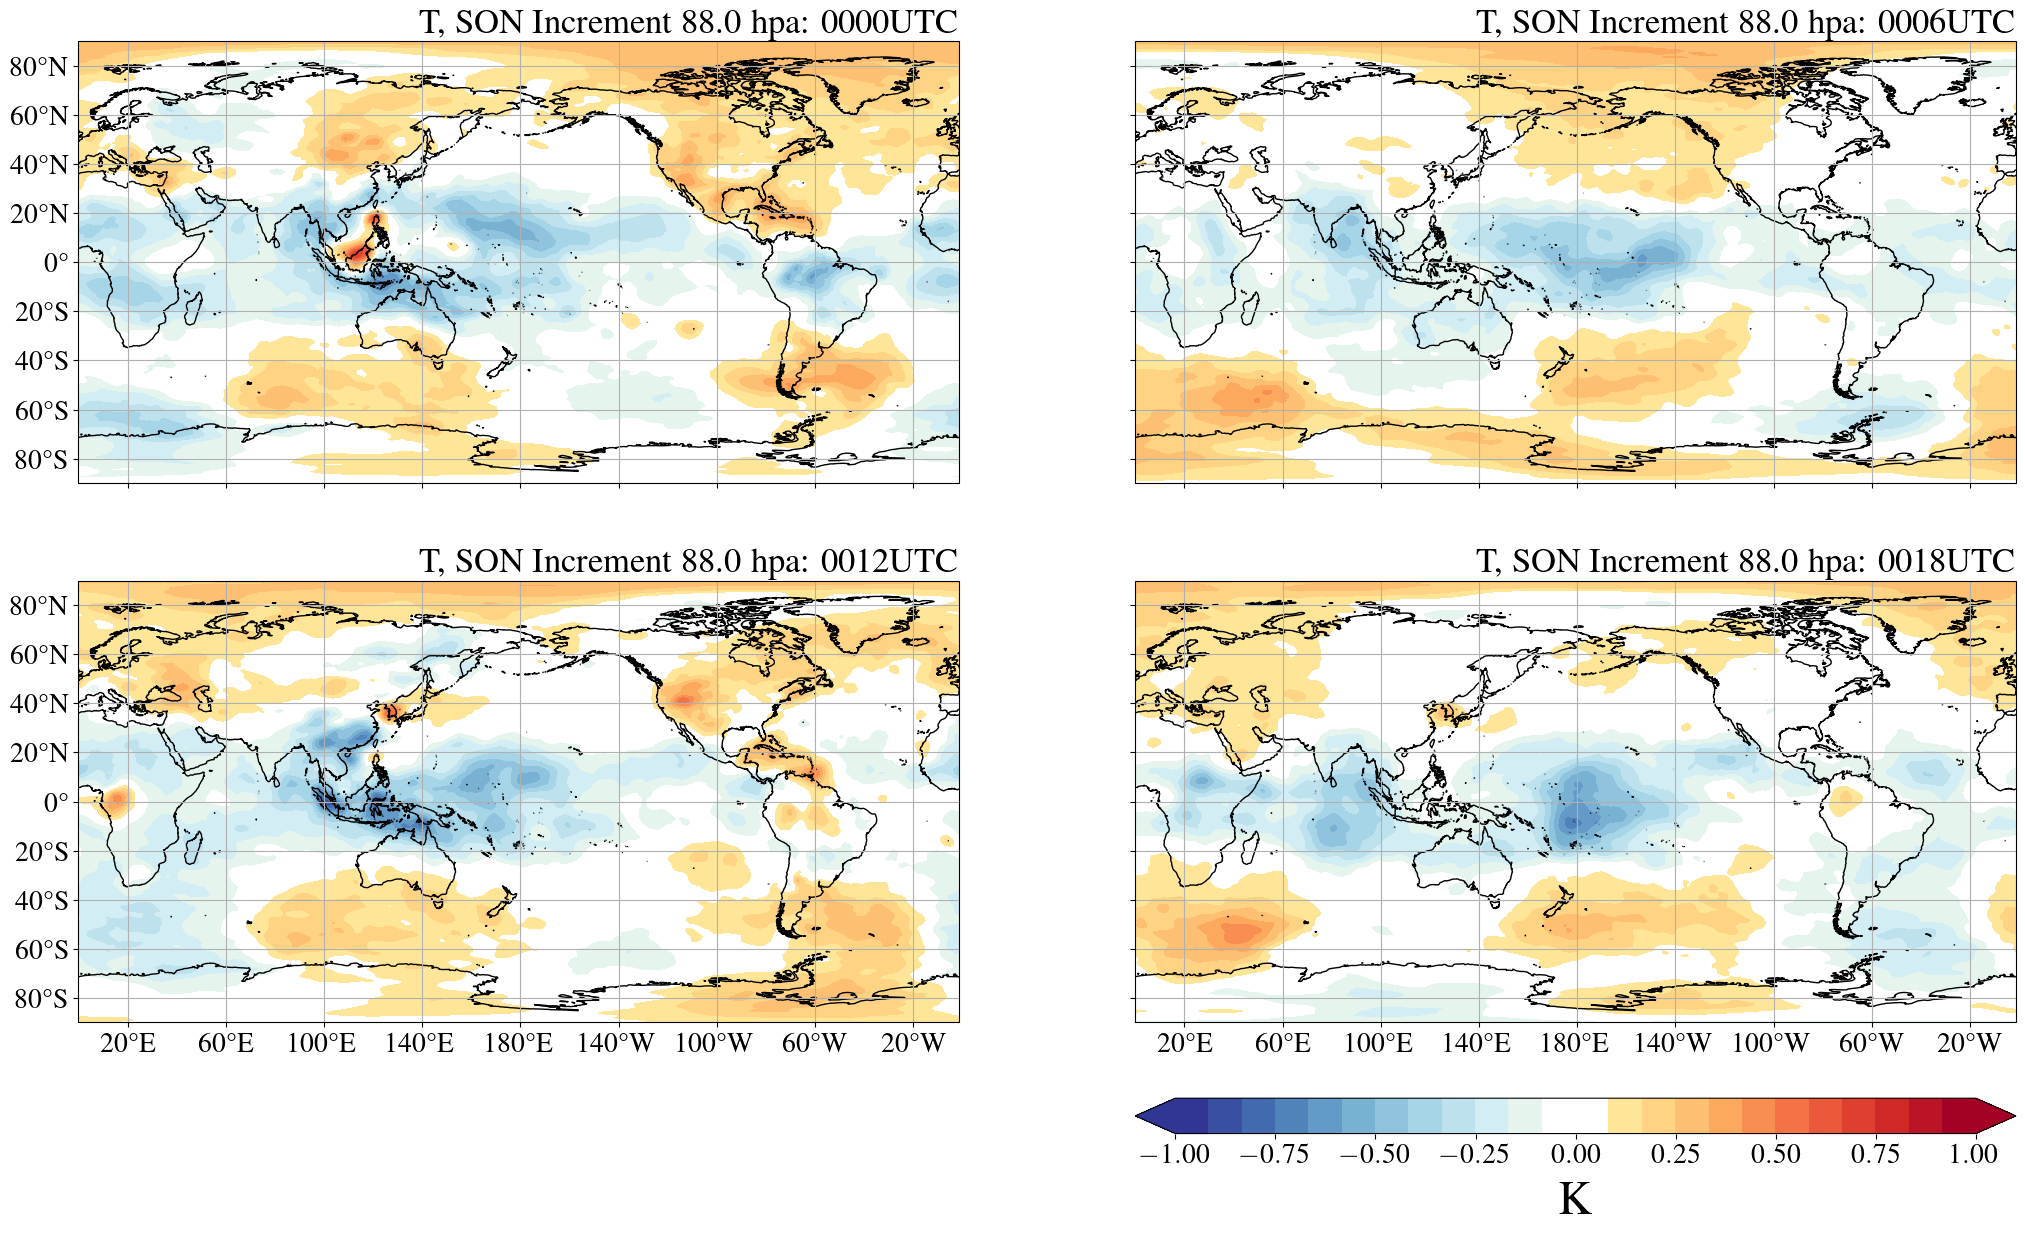 T, SON Increment 88.0 hpa: 0000UTC
T, SON Increment 88.0 hpa: 0006UTC
80°N
60°N
40°N
20°N
0°
20°S
40°S
60°S
80°S
T, SON Increment 88.0 hpa: 0012UTC
T, SON Increment 88.0 hpa: 0018UTC
80°N
60°N
40°N
20°N
0°
20°S
40°S
60°S
80°S
20°E 60°E 100°E 140°E 180°E 140°W 100°W 60°W 20°W
20°E 60°E 100°E 140°E 180°E 140°W 100°W 60°W 20°W
−1.00 −0.75 −0.50 −0.25 0.00 0.25 0.50 0.75 1.00
K